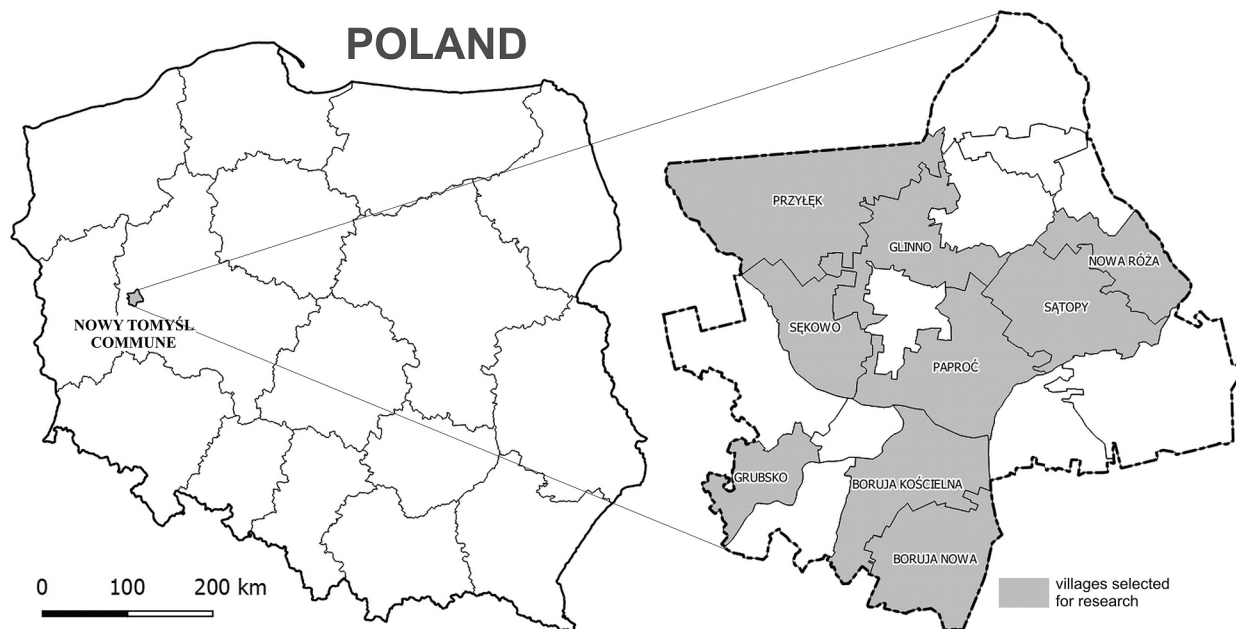 POLAND
PRZYŁĘK
GLINNO
NOWA RÓŻA
SĄTOPY
NOWY TOMYŚL
COMMUNE
SĘKOWO
PAPROĆ
GRUBSKO
BORUJA KOŚCIELNA
BORUJA NOWA
0 100 200 km
villages selected
for research